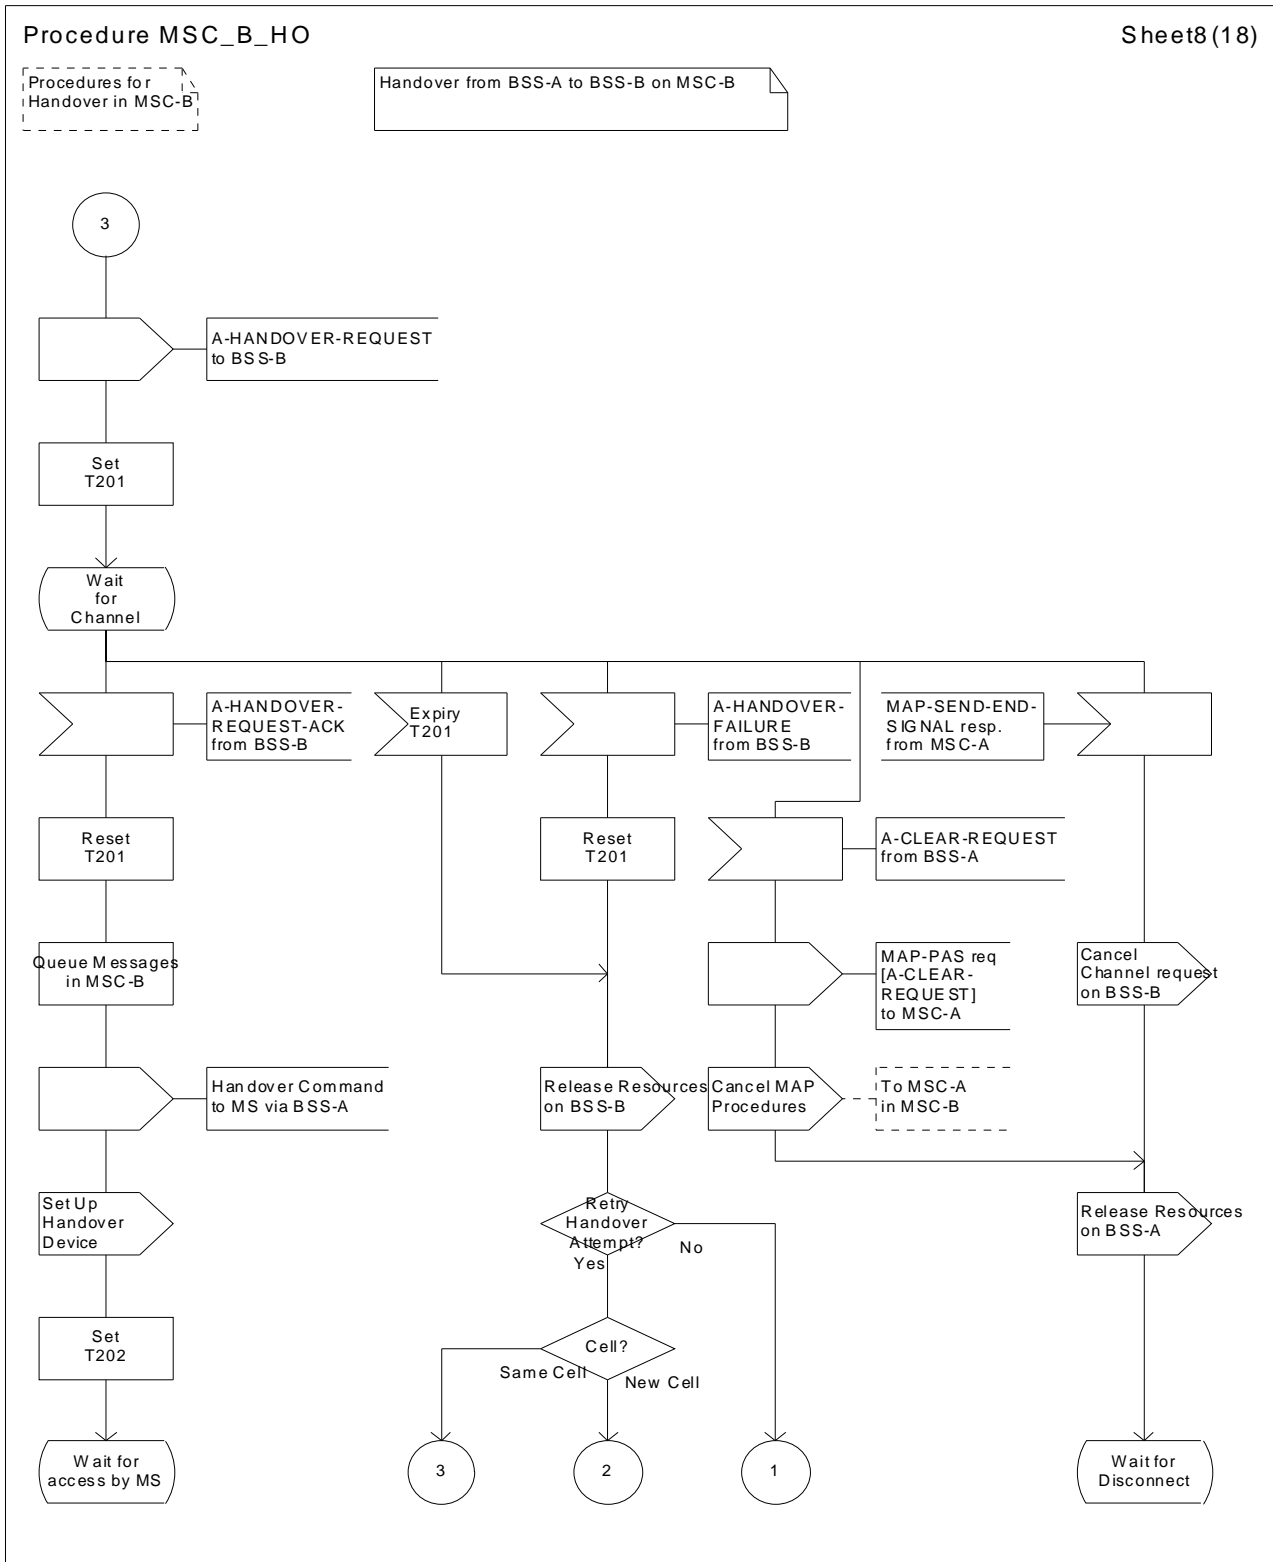 Procedure MSC_B_HO
Sheet8(18)
Procedures for
Handover in MSC-B
Handover from BSS-A to BSS-B on MSC-B
3
A-HANDOVER-REQUEST
to BSS-B
Set
T201
Wait
for
Channel
A-HANDOVER-
REQUEST-ACK
from BSS-B
Expiry
T201
A-HANDOVER-
FAILURE
from BSS-B
MAP-SEND-END-
SIGNAL resp.
from MSC-A
Reset
T201
Reset
T201
A-CLEAR-REQUEST
from BSS-A
Queue Messages
in MSC-B
MAP-PAS req
[A-CLEAR-
REQUEST]
to MSC-A
Cancel
Channel request
on BSS-B
Handover Command
to MS via BSS-A
Release Resources
on BSS-B
Cancel MAP
Procedures
To MSC-A
in MSC-B
Set Up
Handover
Device
Retry
Handover
Attempt?
No
Yes
Release Resources
on BSS-A
Set
T202
Cell?
Same Cell
New Cell
Wait for
access by MS
3
2
1
Wait for
Disconnect